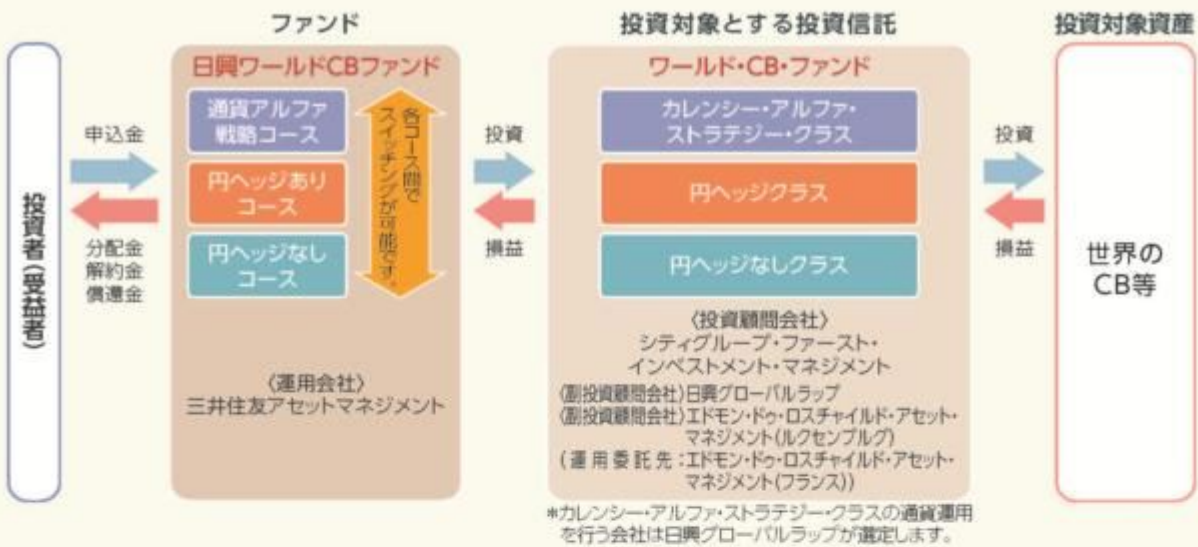 ファンド
投資対象とする投資信託
投資対象資産
投資者(受益者)
申込金
分配金
解約金
償還金
日興ワールドCBファンド
通貨アルファ
戦略コース
円ヘッジあり
コース
円ヘッジなし
コース
各コース間で
スイッチングが可能です。
〈運用会社〉
三井住友アセットマネジメント
投資
損益
ワールド・CB・ファンド
カレンシー・アルファ・
ストラテジー・クラス
円ヘッジクラス
円ヘッジなしクラス
〈投資顧問会社〉
シティグループ・ファースト・
インベストメント・マネジメント
〈副投資顧問会社〉日興グローバルラップ
〈副投資顧問会社〉エドモン・ドゥ・ロスチャイルド・アセット・
マネジメント(ルクセンブルグ)
(運用委託先:エドモン・ドゥ・ロスチャイルド・アセット・
マネジメント(フランス))
*カレンシー・アルファ・ストラテジー・クラスの通貨運用
を行う会社は日興グローバルラップが選定します。
投資
損益
世界の
CB等